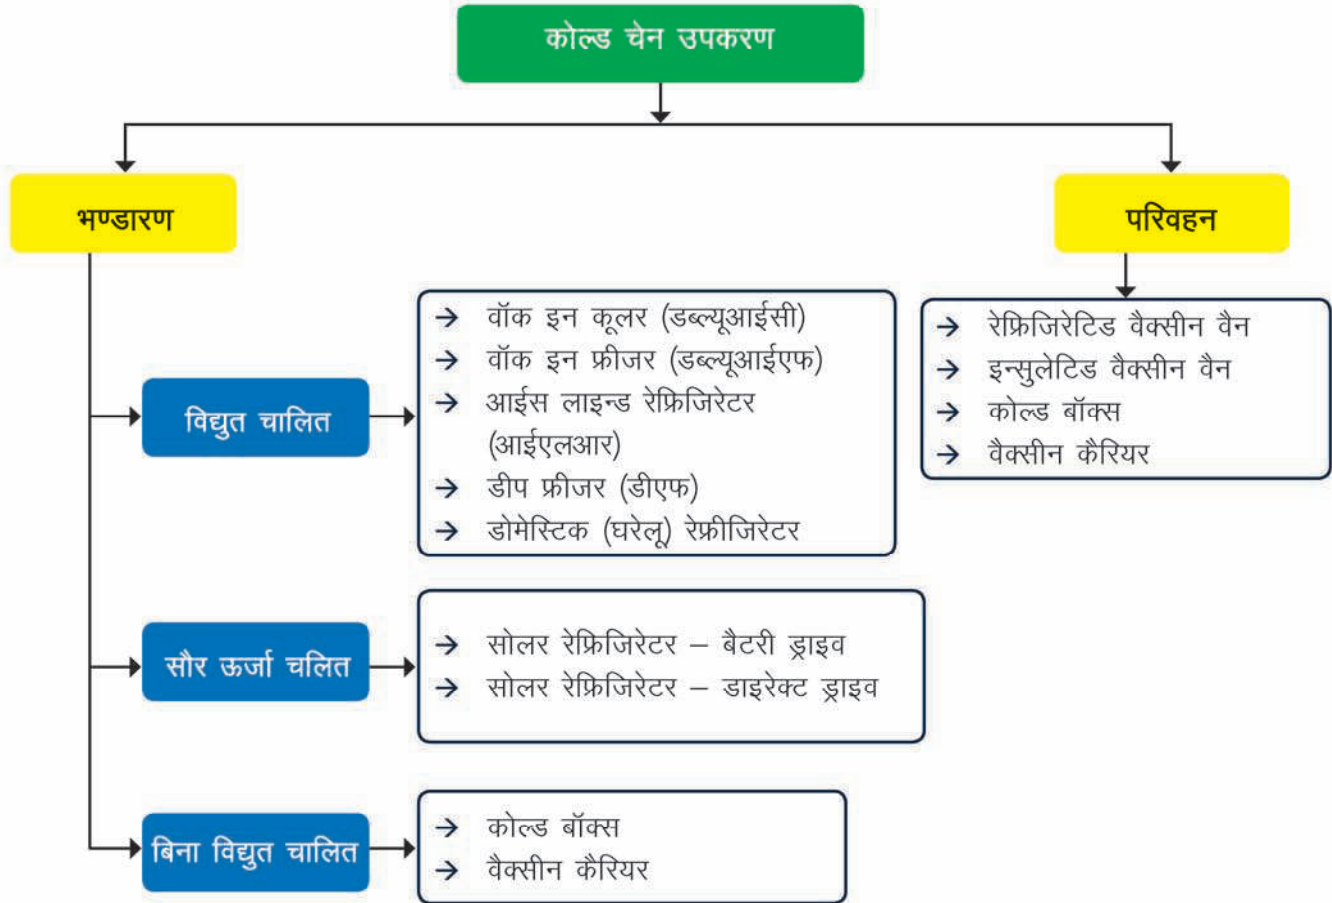 कोल्ड चेन उपकरण
भण्डारण
परिवहन
विद्युत चालित
→ वॉक इन कूलर (डब्ल्यूआईसी)
→ वॉक इन फ्रीजर (डब्ल्यूआईएफ)
→ आईस लाइन्ड रेफ्रिजिरेटर
(आईएलआर)
→ डीप फ्रीजर (डीएफ)
→ डोमेस्टिक (घरेलू) रेफ्रीजिरेटर
→ रेफ्रिजिरेटिड वैक्सीन वैन
→ इन्सुलेटिड वैक्सीन वैन
→ कोल्ड बॉक्स
→ वैक्सीन कैरियर
सौर ऊर्जा चलित
→ सोलर रेफ्रिजिरेटर – बैटरी ड्राइव
→ सोलर रेफ्रिजिरेटर – डाइरेक्ट ड्राइव
बिना विद्युत चालित
→ कोल्ड बॉक्स
→ वैक्सीन कैरियर